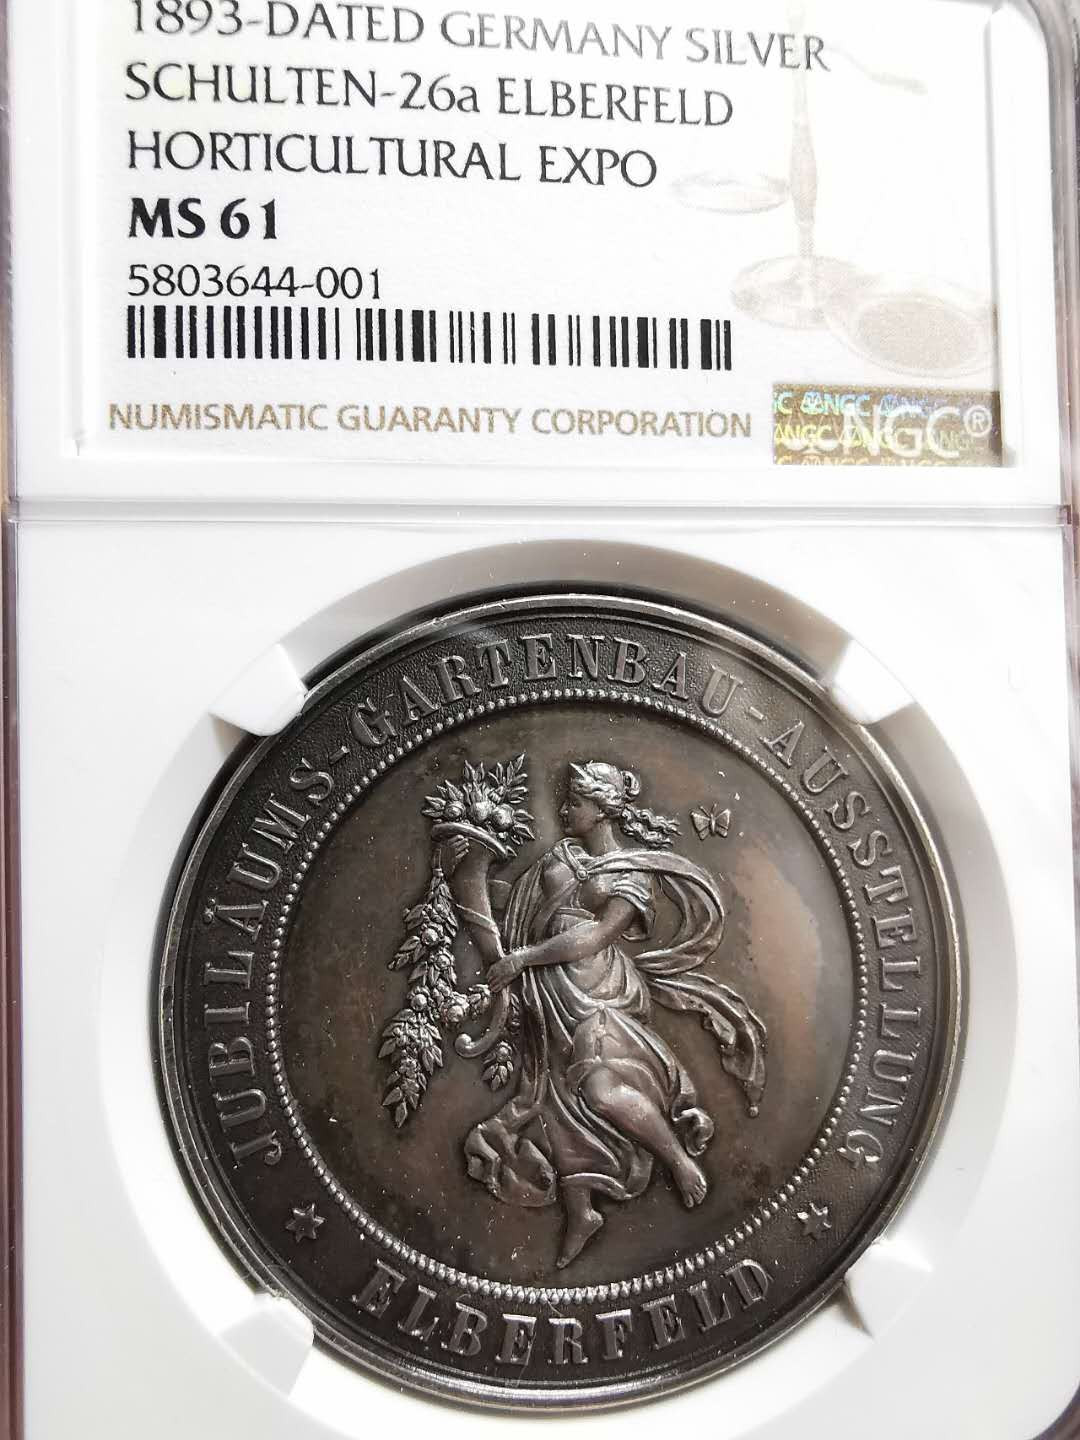 1893-DATED GERMANY SILVER
SCHULTEN-26a ELBERFELD
HORTICULTURAL EXPO
MS 61
5803644-001
NUMISMATIC GUARANTY CORPORATION
NGC®
JUBILÄUMS-GARTENBAU-AUSSTELLUNG
ELBERFELD